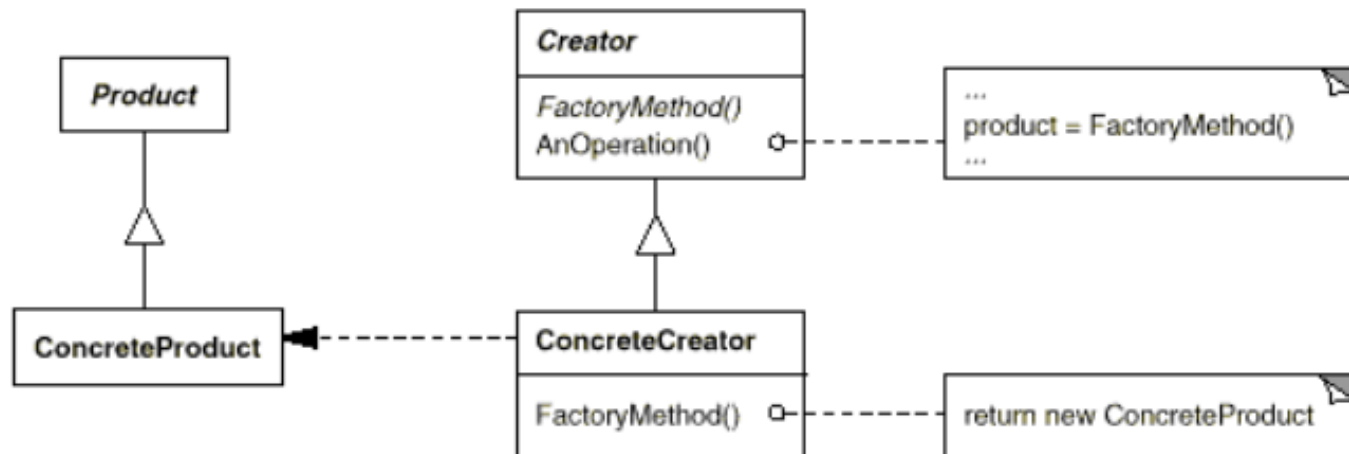 Product
ConcreteProduct
Creator
FactoryMethod()
AnOperation()
...
product = FactoryMethod()
...
ConcreteCreator
FactoryMethod()
return new ConcreteProduct